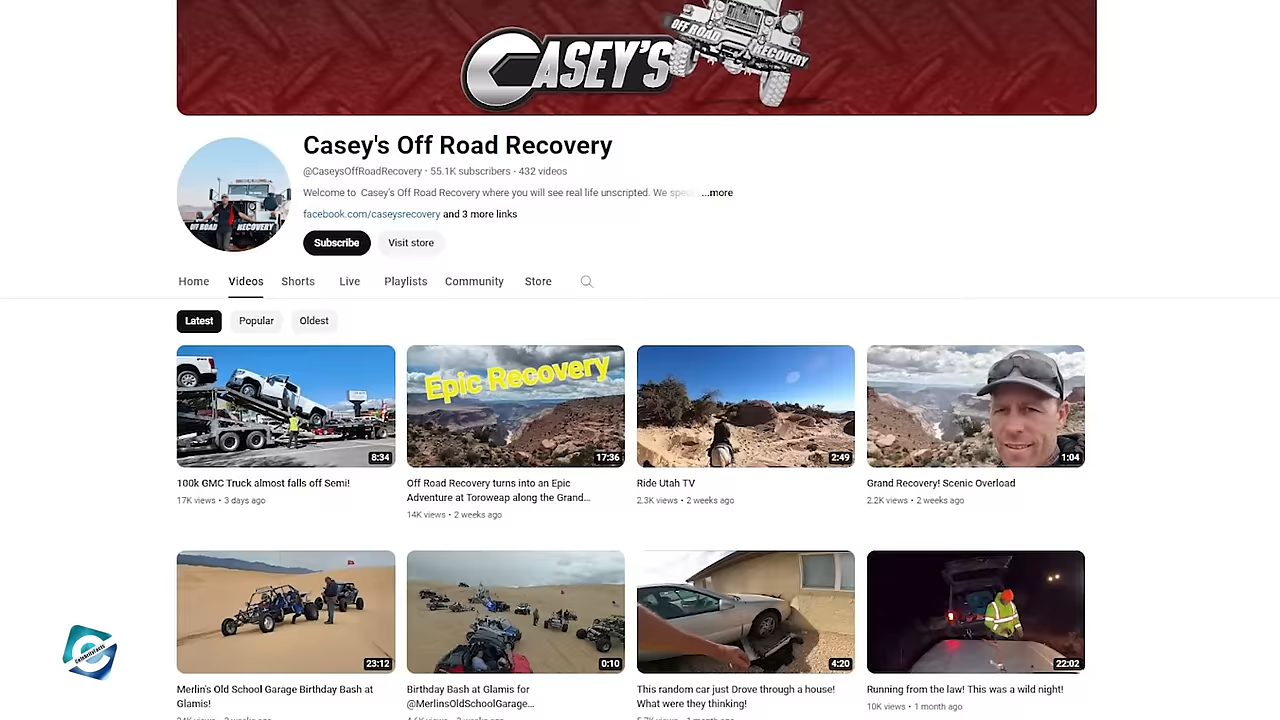 CASEY'S
OFF ROAD RECOVERY
Casey's Off Road Recovery
@CaseysOffRoadRecovery · 55.1K subscribers · 432 videos
Welcome to Casey's Off Road Recovery where you will see real life unscripted. We ...more
facebook.com/caseysrecovery and 3 more links
Subscribe Visit store
OFF ROAD RECOVERY
Home Videos Shorts Live Playlists Community Store
Latest Popular Oldest
Epic Recovery
8:34 17:36 2:49 1:04
100k GMC Truck almost falls off Semi!
17K views • 3 days ago
Off Road Recovery turns into an Epic
Adventure at Toroweap along the Grand...
14K views • 2 weeks ago
Ride Utah TV
2.3K views • 2 weeks ago
Grand Recovery! Scenic Overload
2.2K views • 2 weeks ago
23:12 0:10 4:20 22:02
CelebrityFacts
Merlin's Old School Garage Birthday Bash at
Glamis!
Birthday Bash at Glamis for
@MerlinsOldSchoolGarage...
This random car just Drove through a house!
What were they thinking!
Running from the law! This was a wild night!
10K views • 1 month ago